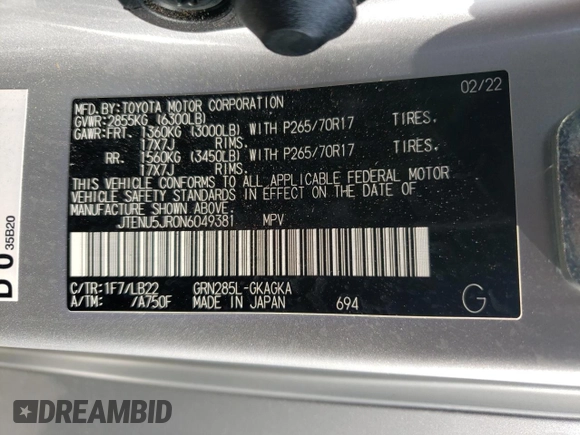 MFD.BY:TOYOTA MOTOR CORPORATION 02/22
GVWR:2855KG (6300LB)
GAWR:FRT. 1360KG (3000LB) WITH P265/70R17 TIRES.
17X7J RIMS.
RR. 1560KG (3450LB) WITH P265/70R17 TIRES.
17X7J RIMS.
THIS VEHICLE CONFORMS TO ALL APPLICABLE FEDERAL MOTOR
VEHICLE SAFETY STANDARDS IN EFFECT ON THE DATE OF
MANUFACTURE SHOWN ABOVE.
JTENU5JR0N6049381 MPV
C/TR:1F7/LB22 GRN285L-GKAGKA
A/TM: /A750F MADE IN JAPAN 694 G
35B20
DREAMBID